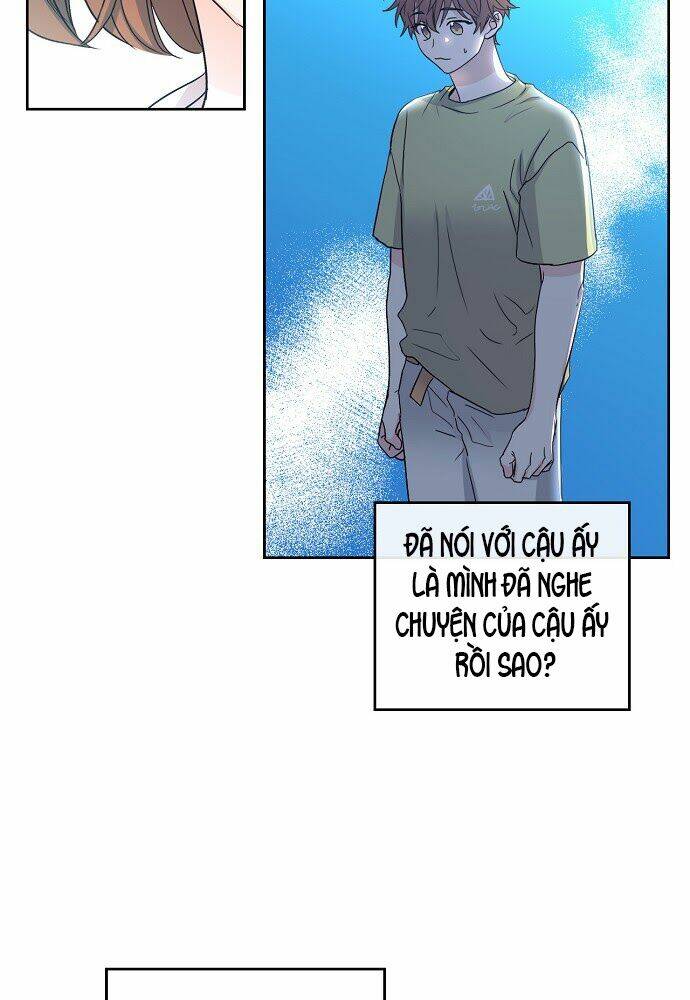 ĐÃ NÓI VỚI CẬU ẤY
LÀ MÌNH ĐÃ NGHE
CHUYỆN CỦA CẬU ẤY
RỒI SAO?